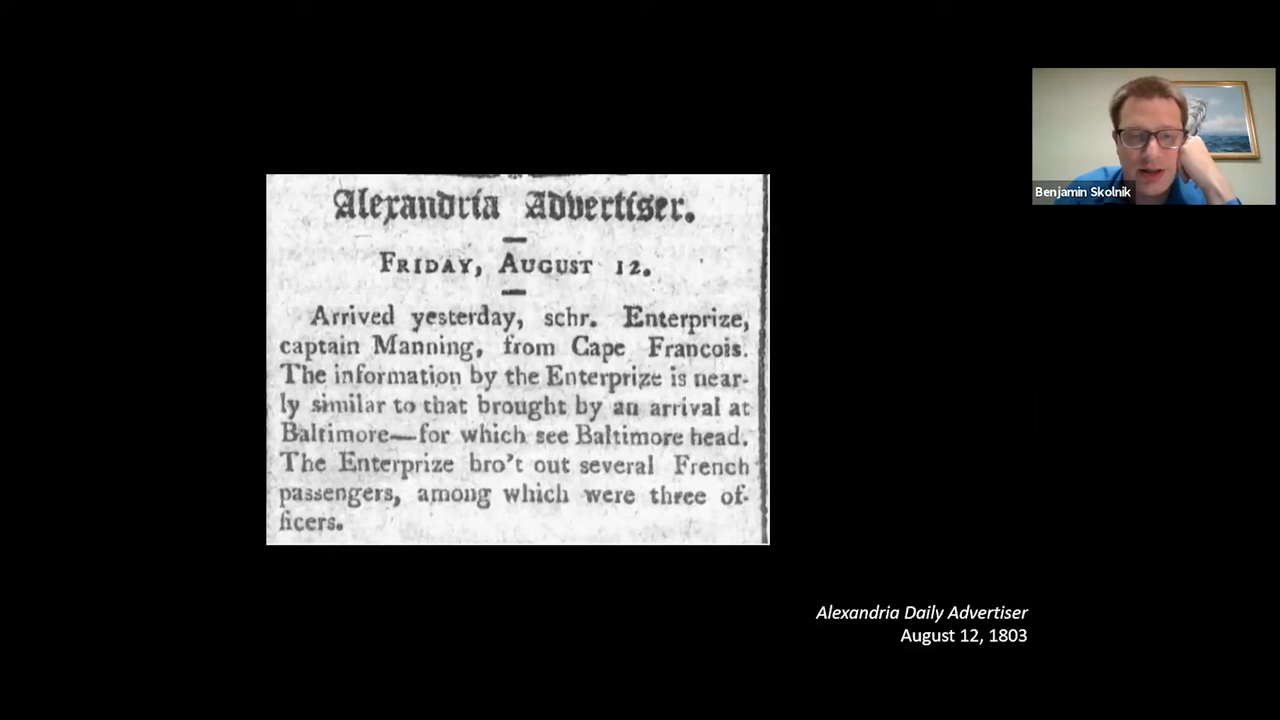 Alexandria Advertiser.
FRIDAY, AUGUST 12.
Arrived yesterday, schr. Enterprize,
captain Manning, from Cape Francois.
The information by the Enterprize is near-
ly similar to that brought by an arrival at
Baltimore—for which see Baltimore head.
The Enterprize bro't out several French
passengers, among which were three of-
ficers.
Alexandria Daily Advertiser
August 12, 1803
Benjamin Skolnik